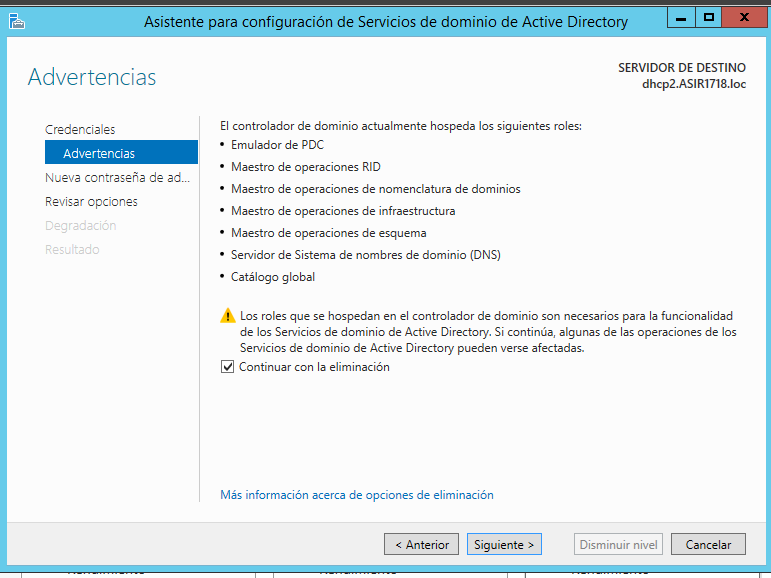 Asistente para configuración de Servicios de dominio de Active Directory
Advertencias
SERVIDOR DE DESTINO
dhcp2.ASIR1718.loc
Credenciales
Advertencias
Nueva contraseña de ad...
Revisar opciones
Degradación
Resultado
El controlador de dominio actualmente hospeda los siguientes roles:
• Emulador de PDC
• Maestro de operaciones RID
• Maestro de operaciones de nomenclatura de dominios
• Maestro de operaciones de infraestructura
• Maestro de operaciones de esquema
• Servidor de Sistema de nombres de dominio (DNS)
• Catálogo global
Los roles que se hospedan en el controlador de dominio son necesarios para la funcionalidad
de los Servicios de dominio de Active Directory. Si continúa, algunas de las operaciones de los
Servicios de dominio de Active Directory pueden verse afectadas.
Continuar con la eliminación
Más información acerca de opciones de eliminación
< Anterior
Siguiente >
Disminuir nivel
Cancelar